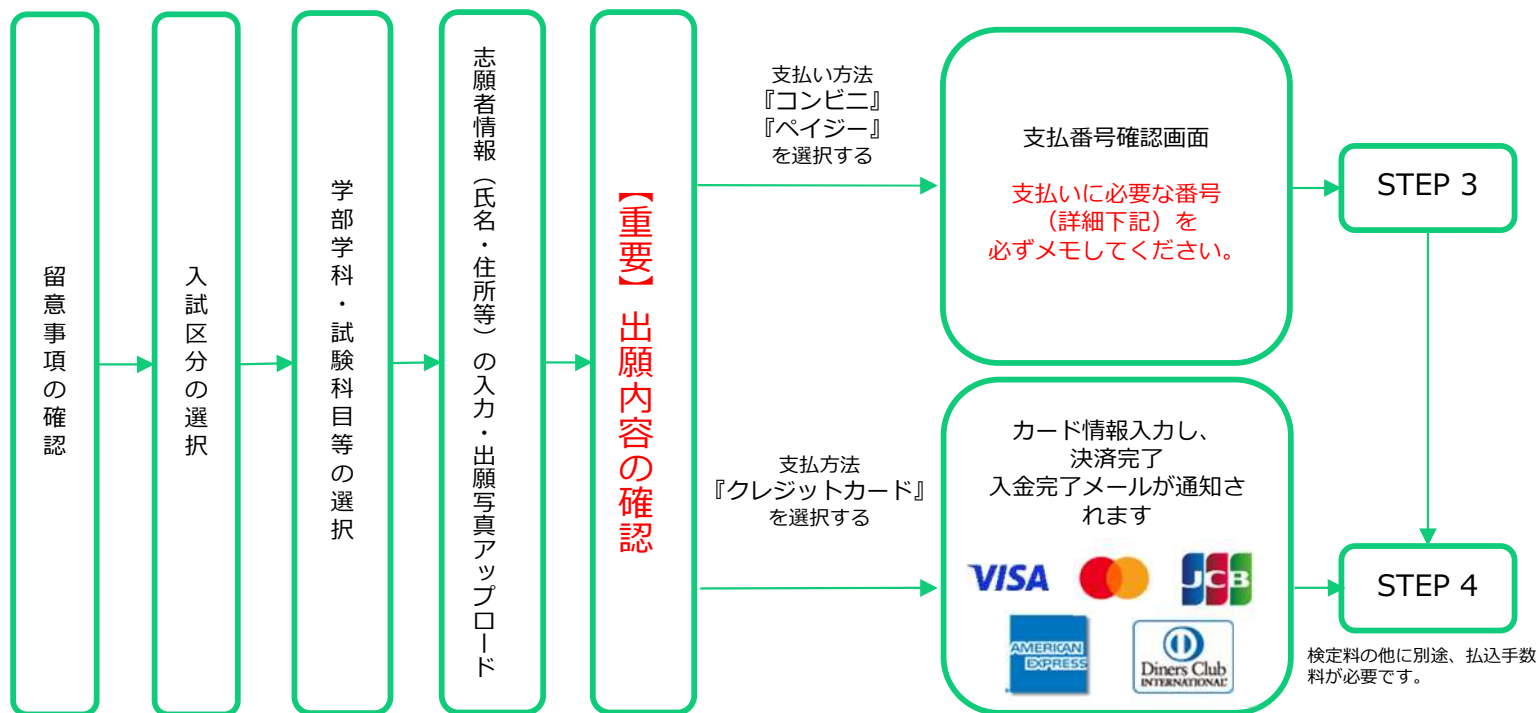 留意事項の確認
入試区分の選択
学部学科・試験科目等の選択
志願者情報（氏名・住所等）の入力・出願写真アップロード
【重要】出願内容の確認
支払い方法
『コンビニ』
『ペイジー』
を選択する
支払番号確認画面
支払いに必要な番号
（詳細下記）を
必ずメモしてください。
STEP 3
支払方法
『クレジットカード』
を選択する
カード情報入力し、
決済完了
入金完了メールが通知さ
れます
VISA
JCB
AMERICAN
EXPRESS
Diners Club
INTERNATIONAL
STEP 4
検定料の他に別途、払込手数
料が必要です。